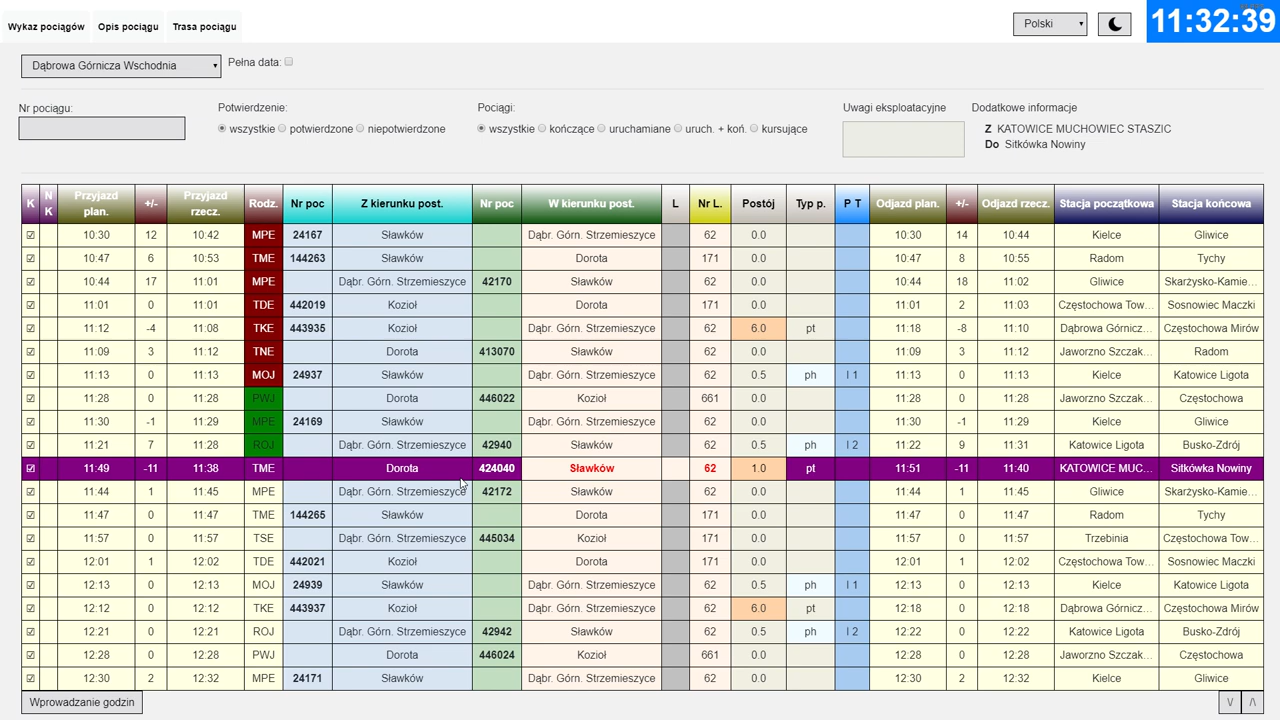 Wykaz pociągów Opis pociągu Trasa pociągu Polski 11:32:39
Dąbrowa Górnicza Wschodnia Pełna data:
Nr pociągu: Potwierdzenie: Pociągi: Uwagi eksploatacyjne Dodatkowe informacje
wszystkie potwierdzone niepotwierdzone wszystkie kończące uruchamiane uruch. + koń. kursujące Z KATOWICE MUCHOWIEC STASZIC
Do Sitkówka Nowiny
K N K Przyjazd plan. +/- Przyjazd rzecz. Rodz. Nr poc Z kierunku post. Nr poc W kierunku post. L Nr L. Postój Typ p. P T Odjazd plan. +/- Odjazd rzecz. Stacja początkowa Stacja końcowa
10:30 12 10:42 MPE 24167 Sławków Dąbr. Górn. Strzemieszyce 62 0.0 10:30 14 10:44 Kielce Gliwice
10:47 6 10:53 TME 144263 Sławków Dorota 171 0.0 10:47 8 10:55 Radom Tychy
10:44 17 11:01 MPE Dąbr. Górn. Strzemieszyce 42170 Sławków 62 0.0 10:44 18 11:02 Gliwice Skarżysko-Kamie...
11:01 0 11:01 TDE 442019 Kozioł Dorota 171 0.0 11:01 2 11:03 Częstochowa Tow... Sosnowiec Maczki
11:12 -4 11:08 TKE 443935 Kozioł Dąbr. Górn. Strzemieszyce 62 6.0 pt 11:18 -8 11:10 Dąbrowa Górnicz... Częstochowa Mirów
11:09 3 11:12 TNE Dorota 413070 Sławków 62 0.0 11:09 3 11:12 Jaworzno Szczak... Radom
11:13 0 11:13 MOJ 24937 Sławków Dąbr. Górn. Strzemieszyce 62 0.5 ph I 1 11:13 0 11:13 Kielce Katowice Ligota
11:28 0 11:28 PWJ Dorota 446022 Kozioł 661 0.0 11:28 0 11:28 Jaworzno Szczak... Częstochowa
11:30 -1 11:29 MPE 24169 Sławków Dąbr. Górn. Strzemieszyce 62 0.0 11:30 -1 11:29 Kielce Gliwice
11:21 7 11:28 ROJ Dąbr. Górn. Strzemieszyce 42940 Sławków 62 0.5 ph I 2 11:22 9 11:31 Katowice Ligota Busko-Zdrój
11:49 -11 11:38 TME Dorota 424040 Sławków 62 1.0 pt 11:51 -11 11:40 KATOWICE MUC... Sitkówka Nowiny
11:44 1 11:45 MPE Dąbr. Górn. Strzemieszyce 42172 Sławków 62 0.0 11:44 1 11:45 Gliwice Skarżysko-Kamie...
11:47 0 11:47 TME 144265 Sławków Dorota 171 0.0 11:47 0 11:47 Radom Tychy
11:57 0 11:57 TSE Dorota 445034 Kozioł 171 0.0 11:57 0 11:57 Trzebinia Częstochowa Tow...
12:01 1 12:02 TDE 442021 Kozioł Dorota 171 0.0 12:01 1 12:02 Częstochowa Tow... Sosnowiec Maczki
12:13 0 12:13 MOJ 24939 Sławków Dąbr. Górn. Strzemieszyce 62 0.5 ph I 1 12:13 0 12:13 Kielce Katowice Ligota
12:12 0 12:12 TKE 443937 Kozioł Dąbr. Górn. Strzemieszyce 62 6.0 pt 12:18 0 12:18 Dąbrowa Górnicz... Częstochowa Mirów
12:21 0 12:21 ROJ Dąbr. Górn. Strzemieszyce 42942 Sławków 62 0.5 ph I 2 12:22 0 12:22 Katowice Ligota Busko-Zdrój
12:28 0 12:28 PWJ Dorota 446024 Kozioł 661 0.0 12:28 0 12:28 Jaworzno Szczak... Częstochowa
12:30 2 12:32 MPE 24171 Sławków Dąbr. Górn. Strzemieszyce 62 0.0 12:30 2 12:32 Kielce Gliwice
Wprowadzanie godzin \/ /\